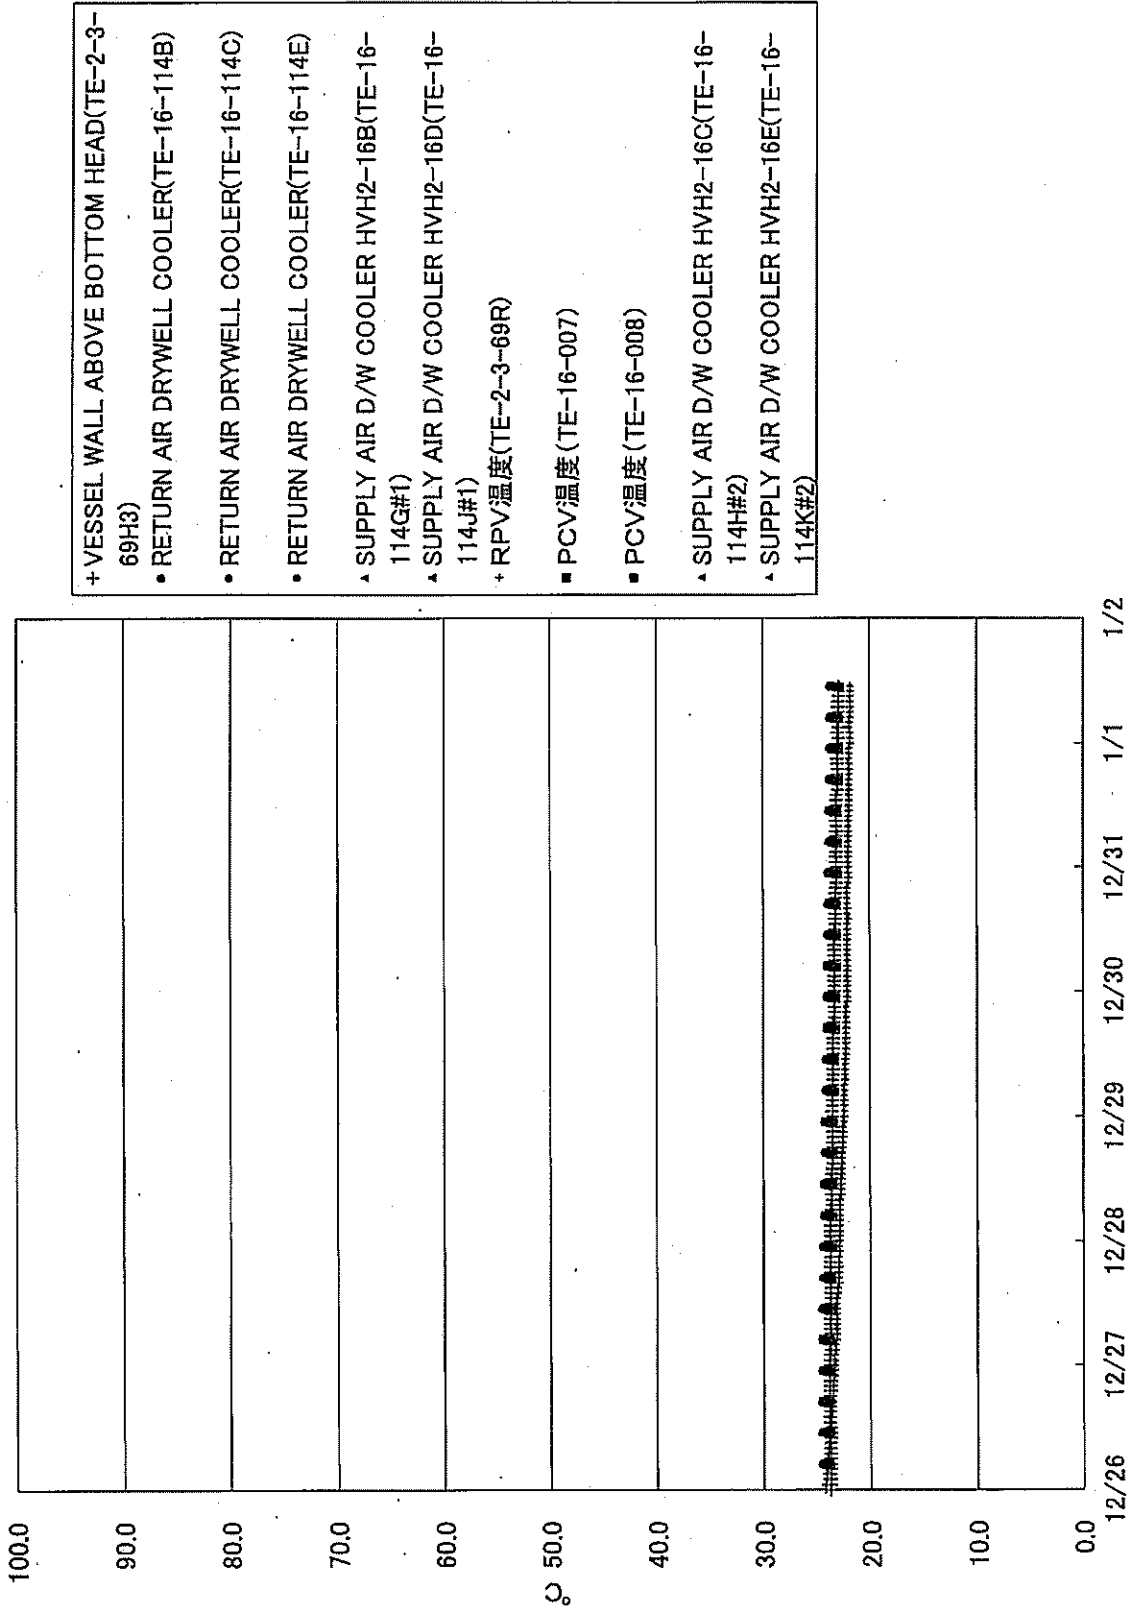 100.0
90.0
80.0
70.0
60.0
50.0
40.0
30.0
20.0
10.0
0.0
℃
12/26
12/27
12/28
12/29
12/30
12/31
1/1
1/2
+VESSEL WALL ABOVE BOTTOM HEAD(TE-2-3-
69H3)
● RETURN AIR DRYWELL COOLER(TE-16-114B)
● RETURN AIR DRYWELL COOLER(TE-16-114C)
● RETURN AIR DRYWELL COOLER(TE-16-114E)
▲ SUPPLY AIR D/W COOLER HVH2-16B(TE-16-
114G#1)
▲ SUPPLY AIR D/W COOLER HVH2-16D(TE-16-
114J#1)
+ RPV温度(TE-2-3-69R)
■ PCV温度(TE-16-007)
■ PCV温度(TE-16-008)
▲ SUPPLY AIR D/W COOLER HVH2-16C(TE-16-
114H#2)
▲ SUPPLY AIR D/W COOLER HVH2-16E(TE-16-
114K#2)